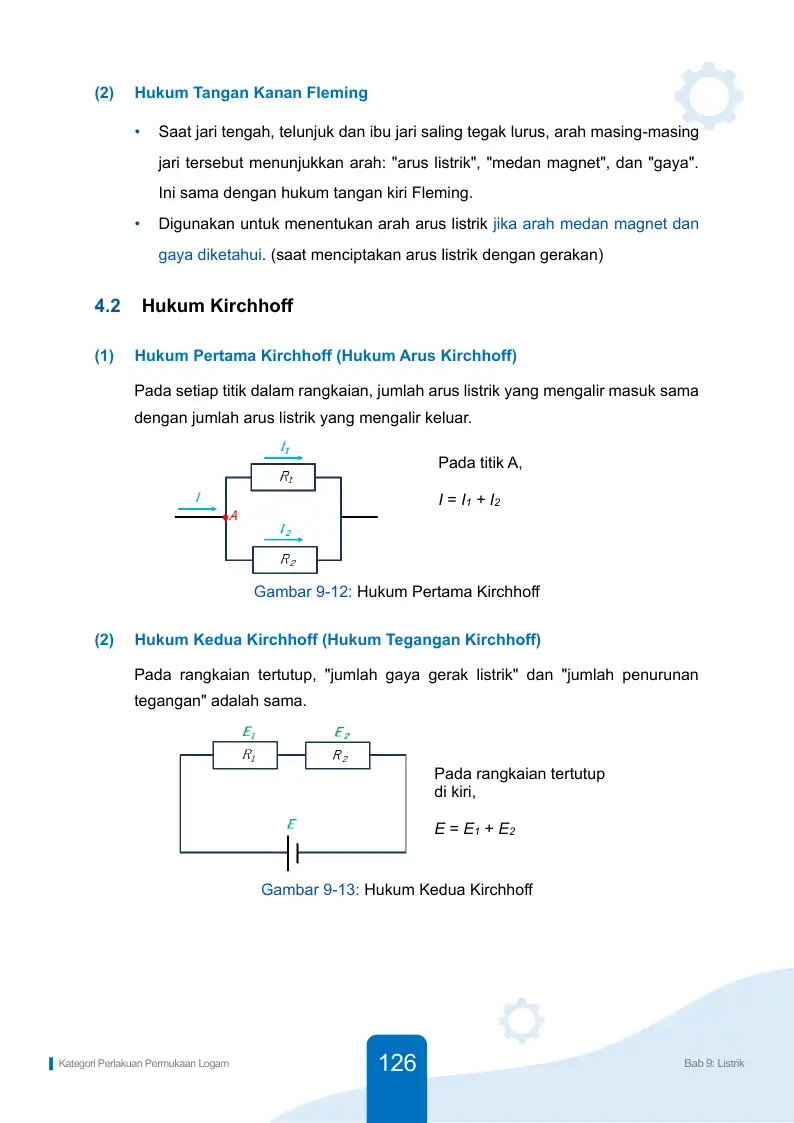 (2) Hukum Tangan Kanan Fleming
• Saat jari tengah, telunjuk dan ibu jari saling tegak lurus, arah masing-masing
jari tersebut menunjukkan arah: "arus listrik", "medan magnet", dan "gaya".
Ini sama dengan hukum tangan kiri Fleming.
• Digunakan untuk menentukan arah arus listrik jika arah medan magnet dan
gaya diketahui. (saat menciptakan arus listrik dengan gerakan)
4.2 Hukum Kirchhoff
(1) Hukum Pertama Kirchhoff (Hukum Arus Kirchhoff)
Pada setiap titik dalam rangkaian, jumlah arus listrik yang mengalir masuk sama
dengan jumlah arus listrik yang mengalir keluar.
I1
R1
I
A
I2
R2
Pada titik A,
I = I1 + I2
Gambar 9-12: Hukum Pertama Kirchhoff
(2) Hukum Kedua Kirchhoff (Hukum Tegangan Kirchhoff)
Pada rangkaian tertutup, "jumlah gaya gerak listrik" dan "jumlah penurunan
tegangan" adalah sama.
E1 E2
R1 R2
E
Pada rangkaian tertutup
di kiri,
E = E1 + E2
Gambar 9-13: Hukum Kedua Kirchhoff
Kategori Perlakuan Permukaan Logam
126
Bab 9: Listrik